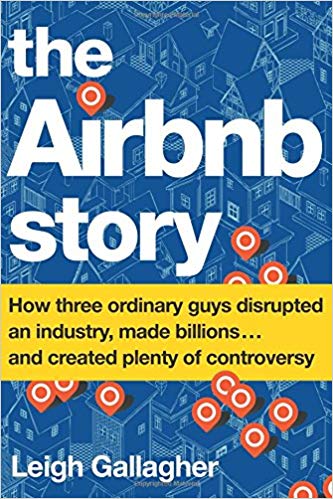 the
Airbnb
story
How three ordinary guys disrupted
an industry, made billions...
and created plenty of controversy
Leigh Gallagher